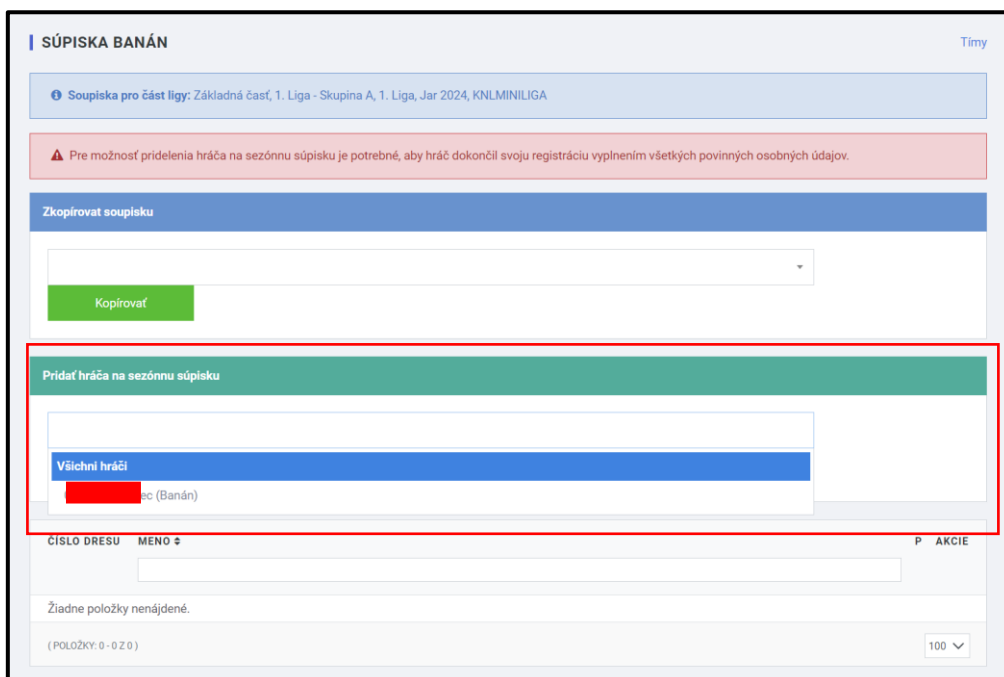 SÚPISKA BANÁN
Tímy
Soupiska pro část ligy: Základná časť, 1. Liga - Skupina A, 1. Liga, Jar 2024, KNLMINILIGA
Pre možnosť pridelenia hráča na sezónnu súpisku je potrebné, aby hráč dokončil svoju registráciu vyplnením všetkých povinných osobných údajov.
Zkopírovat soupisku
Kopírovať
Pridať hráča na sezónnu súpisku
Všichni hráči
ec (Banán)
ČÍSLO DRESU MENO P AKCIE
Žiadne položky nenájdené.
( POLOŽKY: 0 - 0 Z 0 )
100